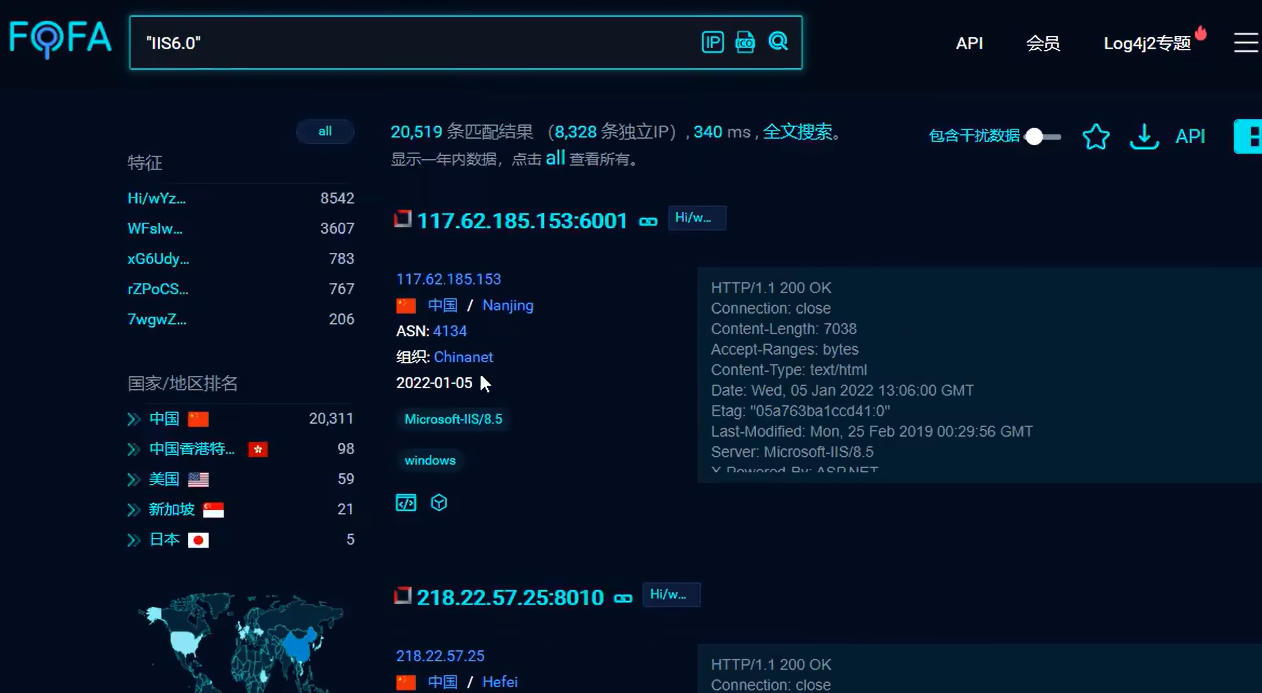 FOFA
"IIS6.0"
IP
ICO
API
会员
Log4j2专题
all
20,519 条匹配结果 （8,328 条独立IP）, 340 ms , 全文搜索。
显示一年内数据，点击 all 查看所有。
包含干扰数据
API
特征
Hi/wYz... 8542
WFsIw... 3607
xG6Udy... 783
rZPoCS... 767
7wgwZ... 206
国家/地区排名
中国 20,311
中国香港特... 98
美国 59
新加坡 21
日本 5
117.62.185.153:6001
Hi/w...
117.62.185.153
中国 / Nanjing
ASN: 4134
组织: Chinanet
2022-01-05
Microsoft-IIS/8.5
windows
HTTP/1.1 200 OK
Connection: close
Content-Length: 7038
Accept-Ranges: bytes
Content-Type: text/html
Date: Wed, 05 Jan 2022 13:06:00 GMT
Etag: "05a763ba1ccd41:0"
Last-Modified: Mon, 25 Feb 2019 00:29:56 GMT
Server: Microsoft-IIS/8.5
X-Powered-By: ASP.NET
218.22.57.25:8010
Hi/w...
218.22.57.25
中国 / Hefei
HTTP/1.1 200 OK
Connection: close